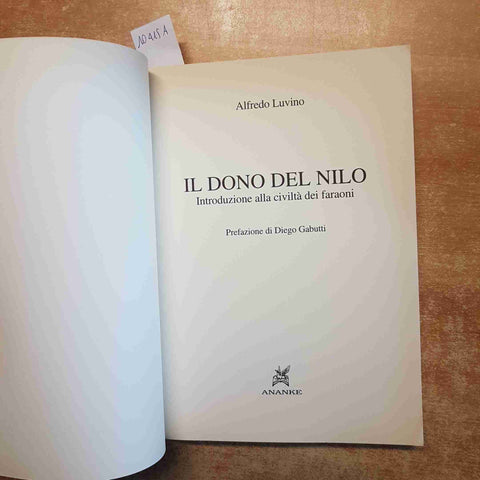 Alfredo Luvino
IL DONO DEL NILO
Introduzione alla civiltà dei faraoni
Prefazione di Diego Gabutti
ANANKE